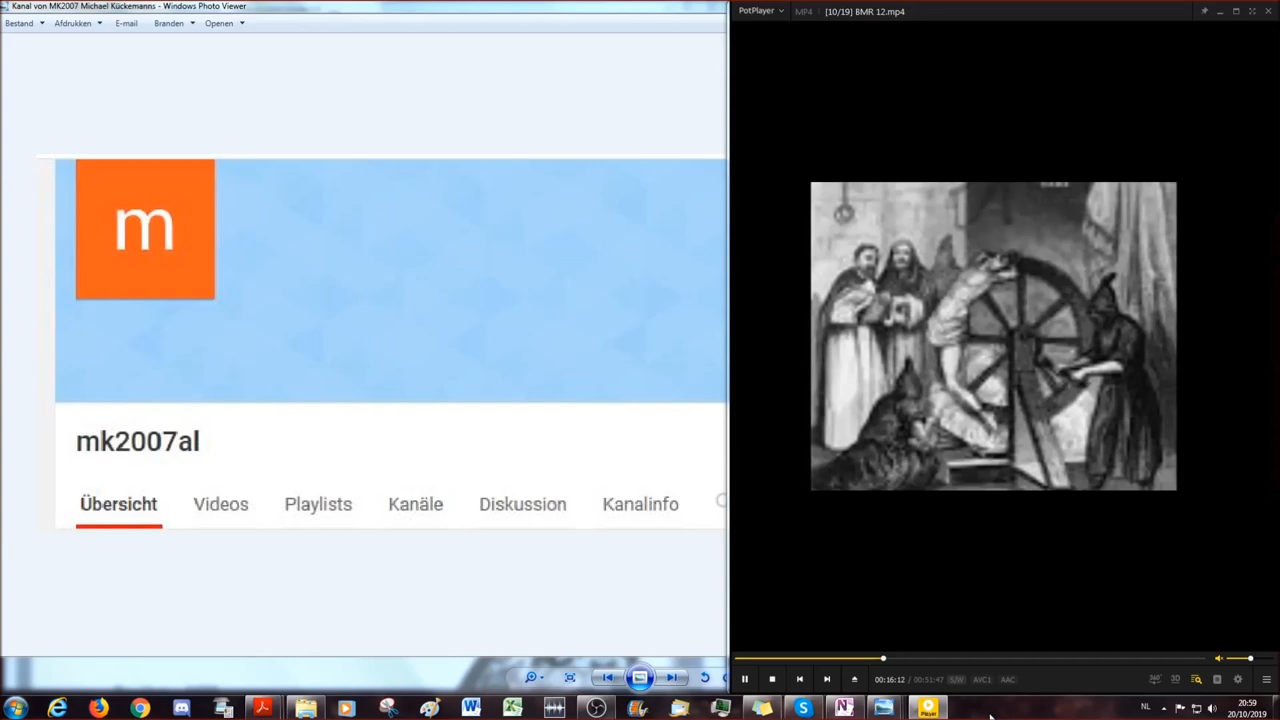 Kanal von MK2007 Michael Kückemanns - Windows Photo Viewer
Bestand Afdrukken E-mail Branden Openen
m
mk2007al
Übersicht Videos Playlists Kanäle Diskussion Kanalinfo
PotPlayer MP4 [10/19] BMR 12.mp4
00:16:12 / 00:51:47 S/W AVC1 AAC
360° 3D
NL 20:59
20/10/2019